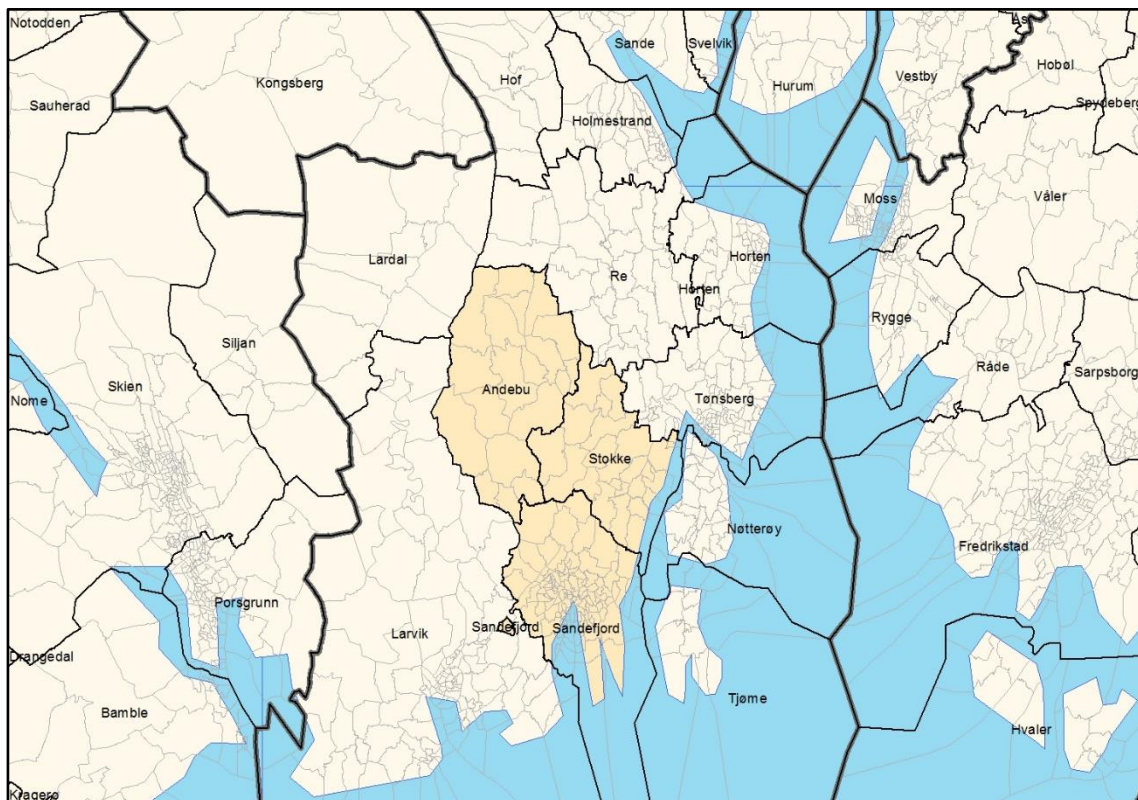 Notodden
Sande
Svelvik
Ås
Kongsberg
Hof
Hurum
Vestby
Hobøl
Sauherad
Spydeberg
Holmestrand
Moss
Våler
Lardal
Re
Horten
Horten
Rygge
Siljan
Skien
Andebu
Råde
Sarpsborg
Nome
Tønsberg
Stokke
Nøtterøy
Fredrikstad
Porsgrunn
Larvik
Sandefjord
Sandefjord
Drangedal
Bamble
Tjøme
Hvaler
Kragerø